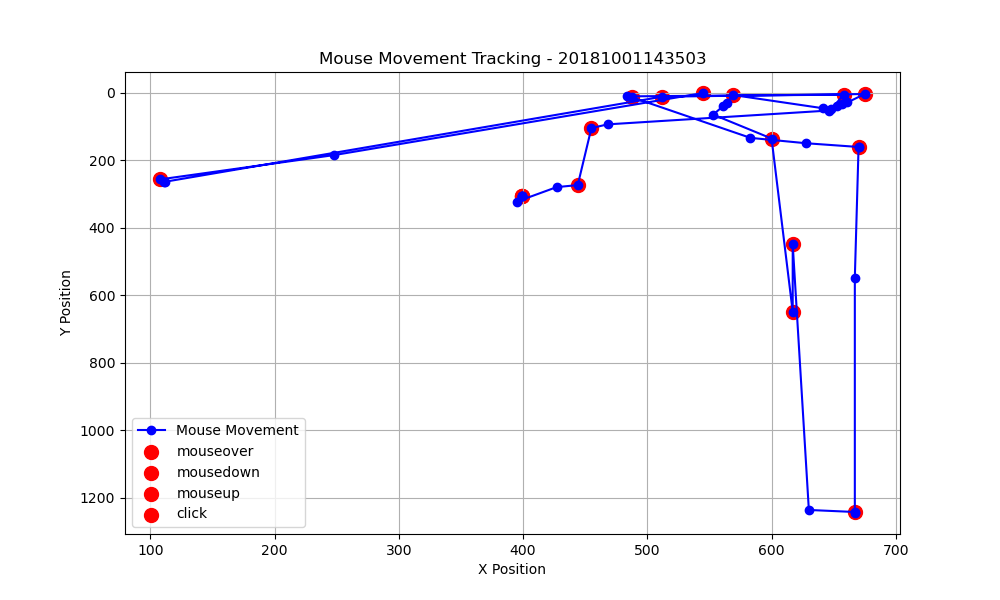 Mouse Movement Tracking - 20181001143503
0
200
400
600
800
1000
1200
Y Position
Mouse Movement
mouseover
mousedown
mouseup
click
100 200 300 400 500 600 700
X Position